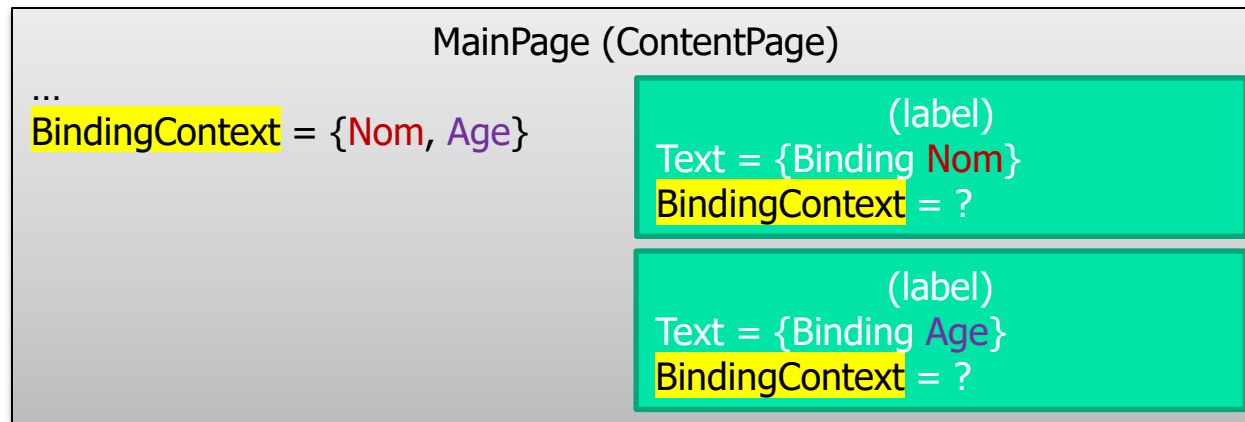 MainPage (ContentPage)
...
BindingContext = {Nom, Age}
(label)
Text = {Binding Nom}
BindingContext = ?
(label)
Text = {Binding Age}
BindingContext = ?